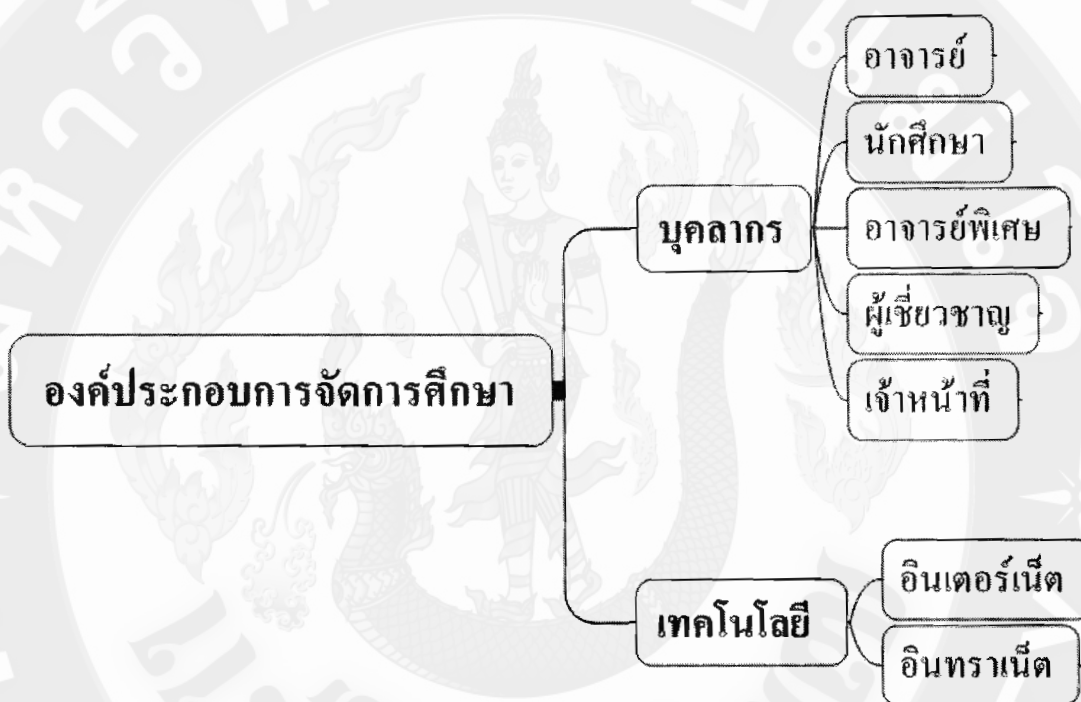 องค์ประกอบการจัดการศึกษา
บุคลากร
อาจารย์
นักศึกษา
อาจารย์พิเศษ
ผู้เชี่ยวชาญ
เจ้าหน้าที่
เทคโนโลยี
อินเตอร์เน็ต
อินทราเน็ต